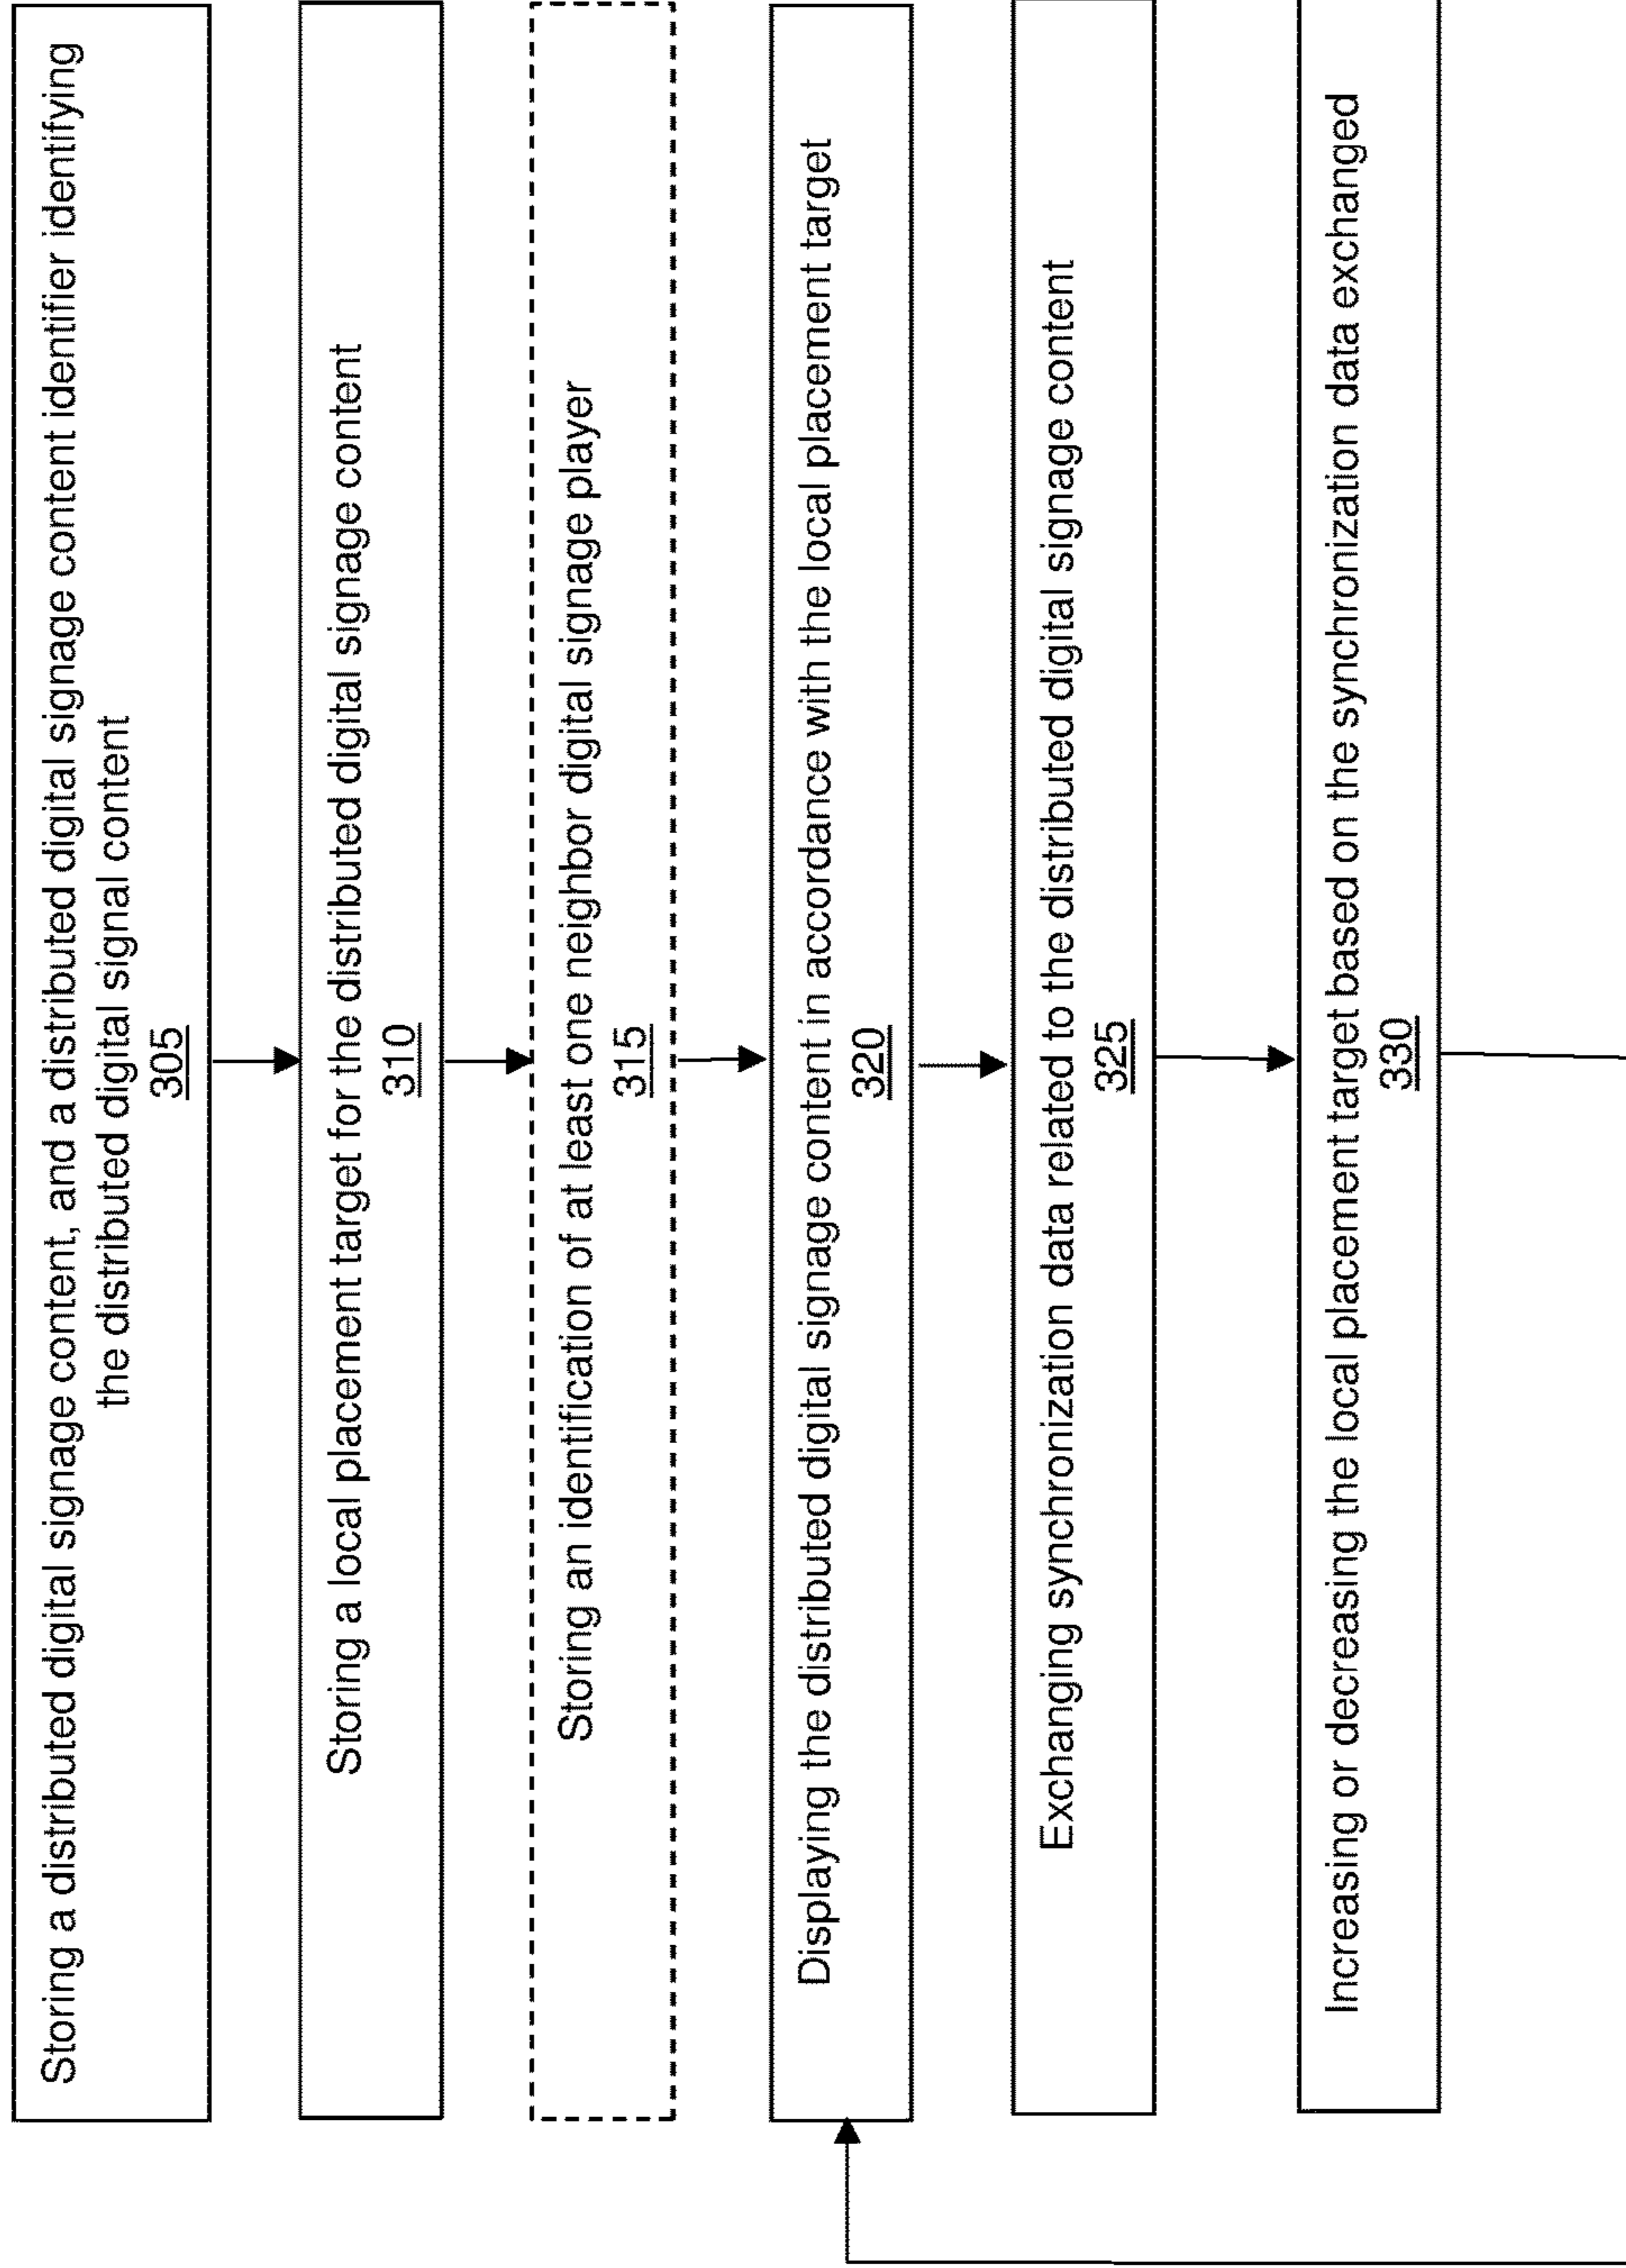 Storing a distributed digital signage content, and a distributed digital signage content identifier identifying
the distributed digital signal content
305
Storing a local placement target for the distributed digital signage content
310
Storing an identification of at least one neighbor digital signage player
315
Displaying the distributed digital signage content in accordance with the local placement target
320
Exchanging synchronization data related to the distributed digital signage content
325
Increasing or decreasing the local placement target based on the synchronization data exchanged
330